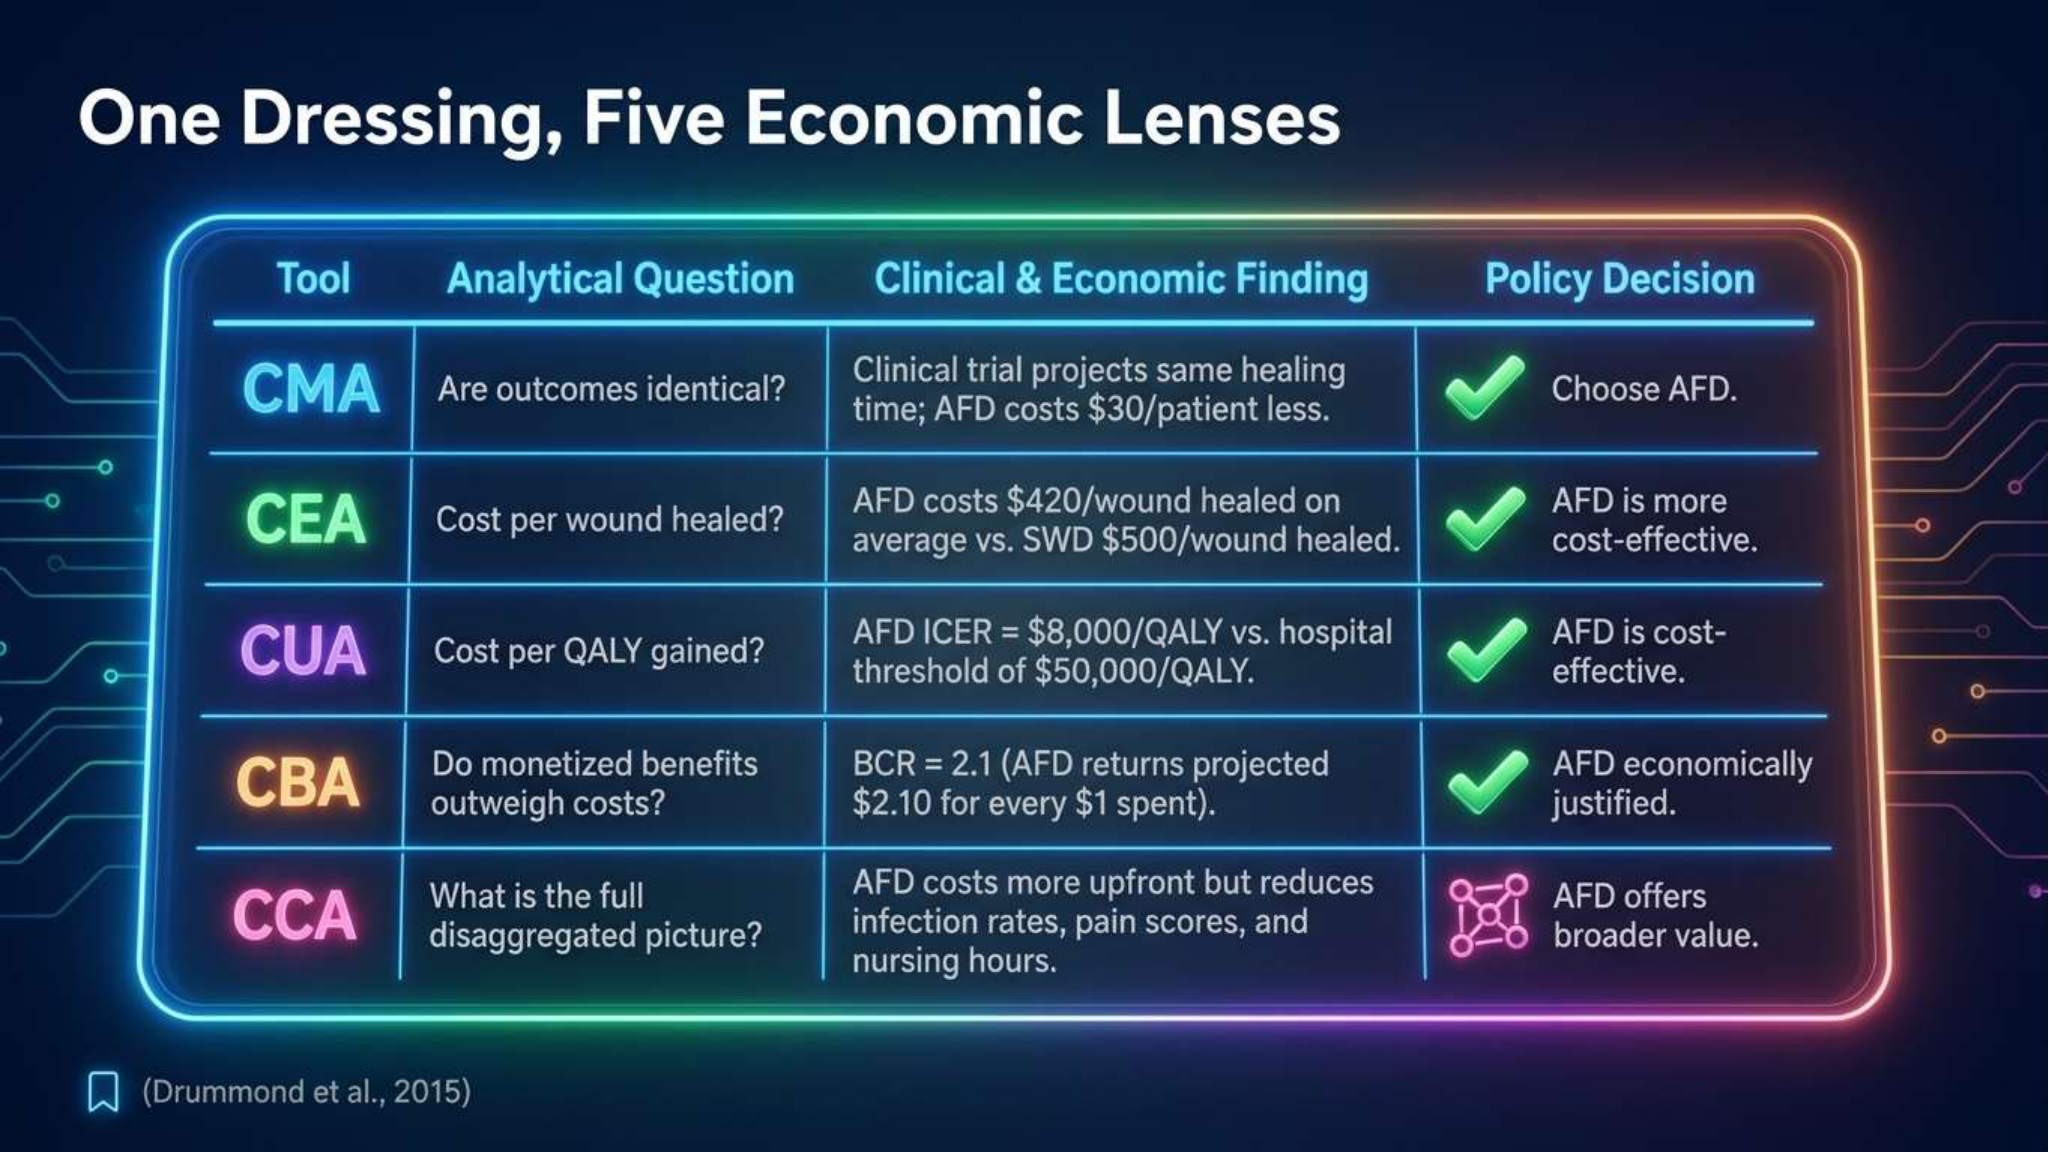 One Dressing, Five Economic Lenses
Tool
Analytical Question
Clinical & Economic Finding
Policy Decision
CMA
Are outcomes identical?
Clinical trial projects same healing
time; AFD costs $30/patient less.
Choose AFD.
CEA
Cost per wound healed?
AFD costs $420/wound healed on
average vs. SWD $500/wound healed.
AFD is more
cost-effective.
CUA
Cost per QALY gained?
AFD ICER = $8,000/QALY vs. hospital
threshold of $50,000/QALY.
AFD is cost-
effective.
CBA
Do monetized benefits
outweigh costs?
BCR = 2.1 (AFD returns projected
$2.10 for every $1 spent).
AFD economically
justified.
CCA
What is the full
disaggregated picture?
AFD costs more upfront but reduces
infection rates, pain scores, and
nursing hours.
AFD offers
broader value.
(Drummond et al., 2015)